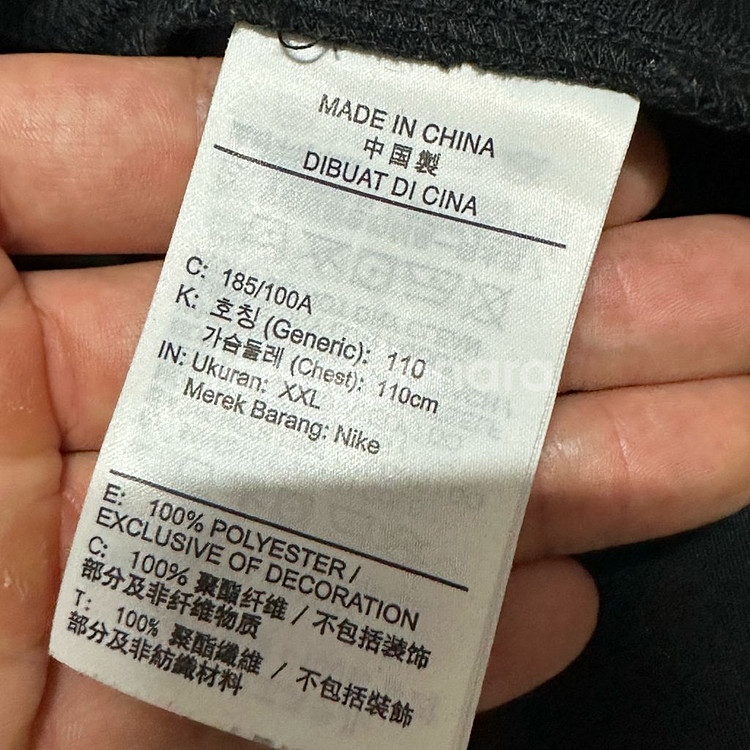 MADE IN CHINA
中国製
DIBUAT DI CINA
C: 185/100A
K: 호칭 (Generic): 110
가슴둘레 (Chest): 110cm
IN: Ukuran: XXL
Merek Barang: Nike
E: 100% POLYESTER /
EXCLUSIVE OF DECORATION
C: 100% 聚酯纤维 / 不包括装饰
部分及非纤维物质
T: 100% 聚酯纖維 / 不包括裝飾
部分及非紡織材料